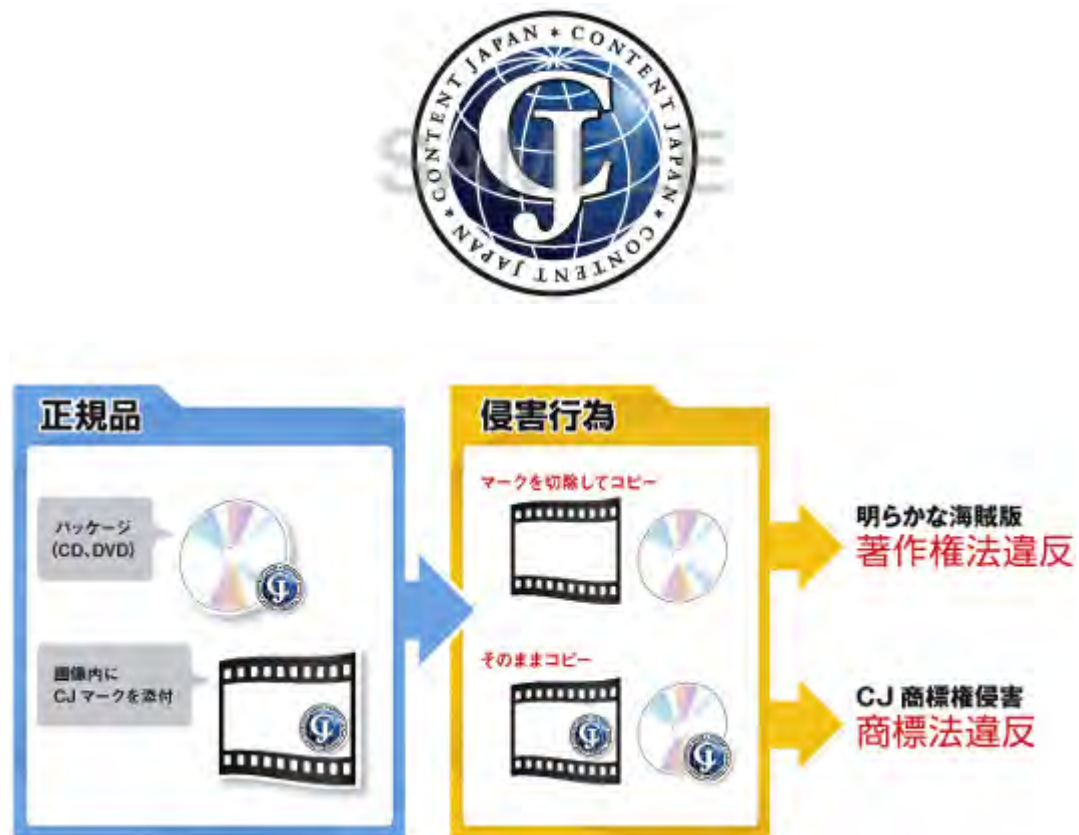 CONTENT JAPAN * CONTENT JAPAN * CONTENT JAPAN *
CJ
SAMPLE
正規品
パッケージ
(CD、DVD)
画像内に
CJ マークを添付
侵害行為
マークを切除してコピー
そのままコピー
明らかな海賊版
著作権法違反
CJ 商標権侵害
商標法違反